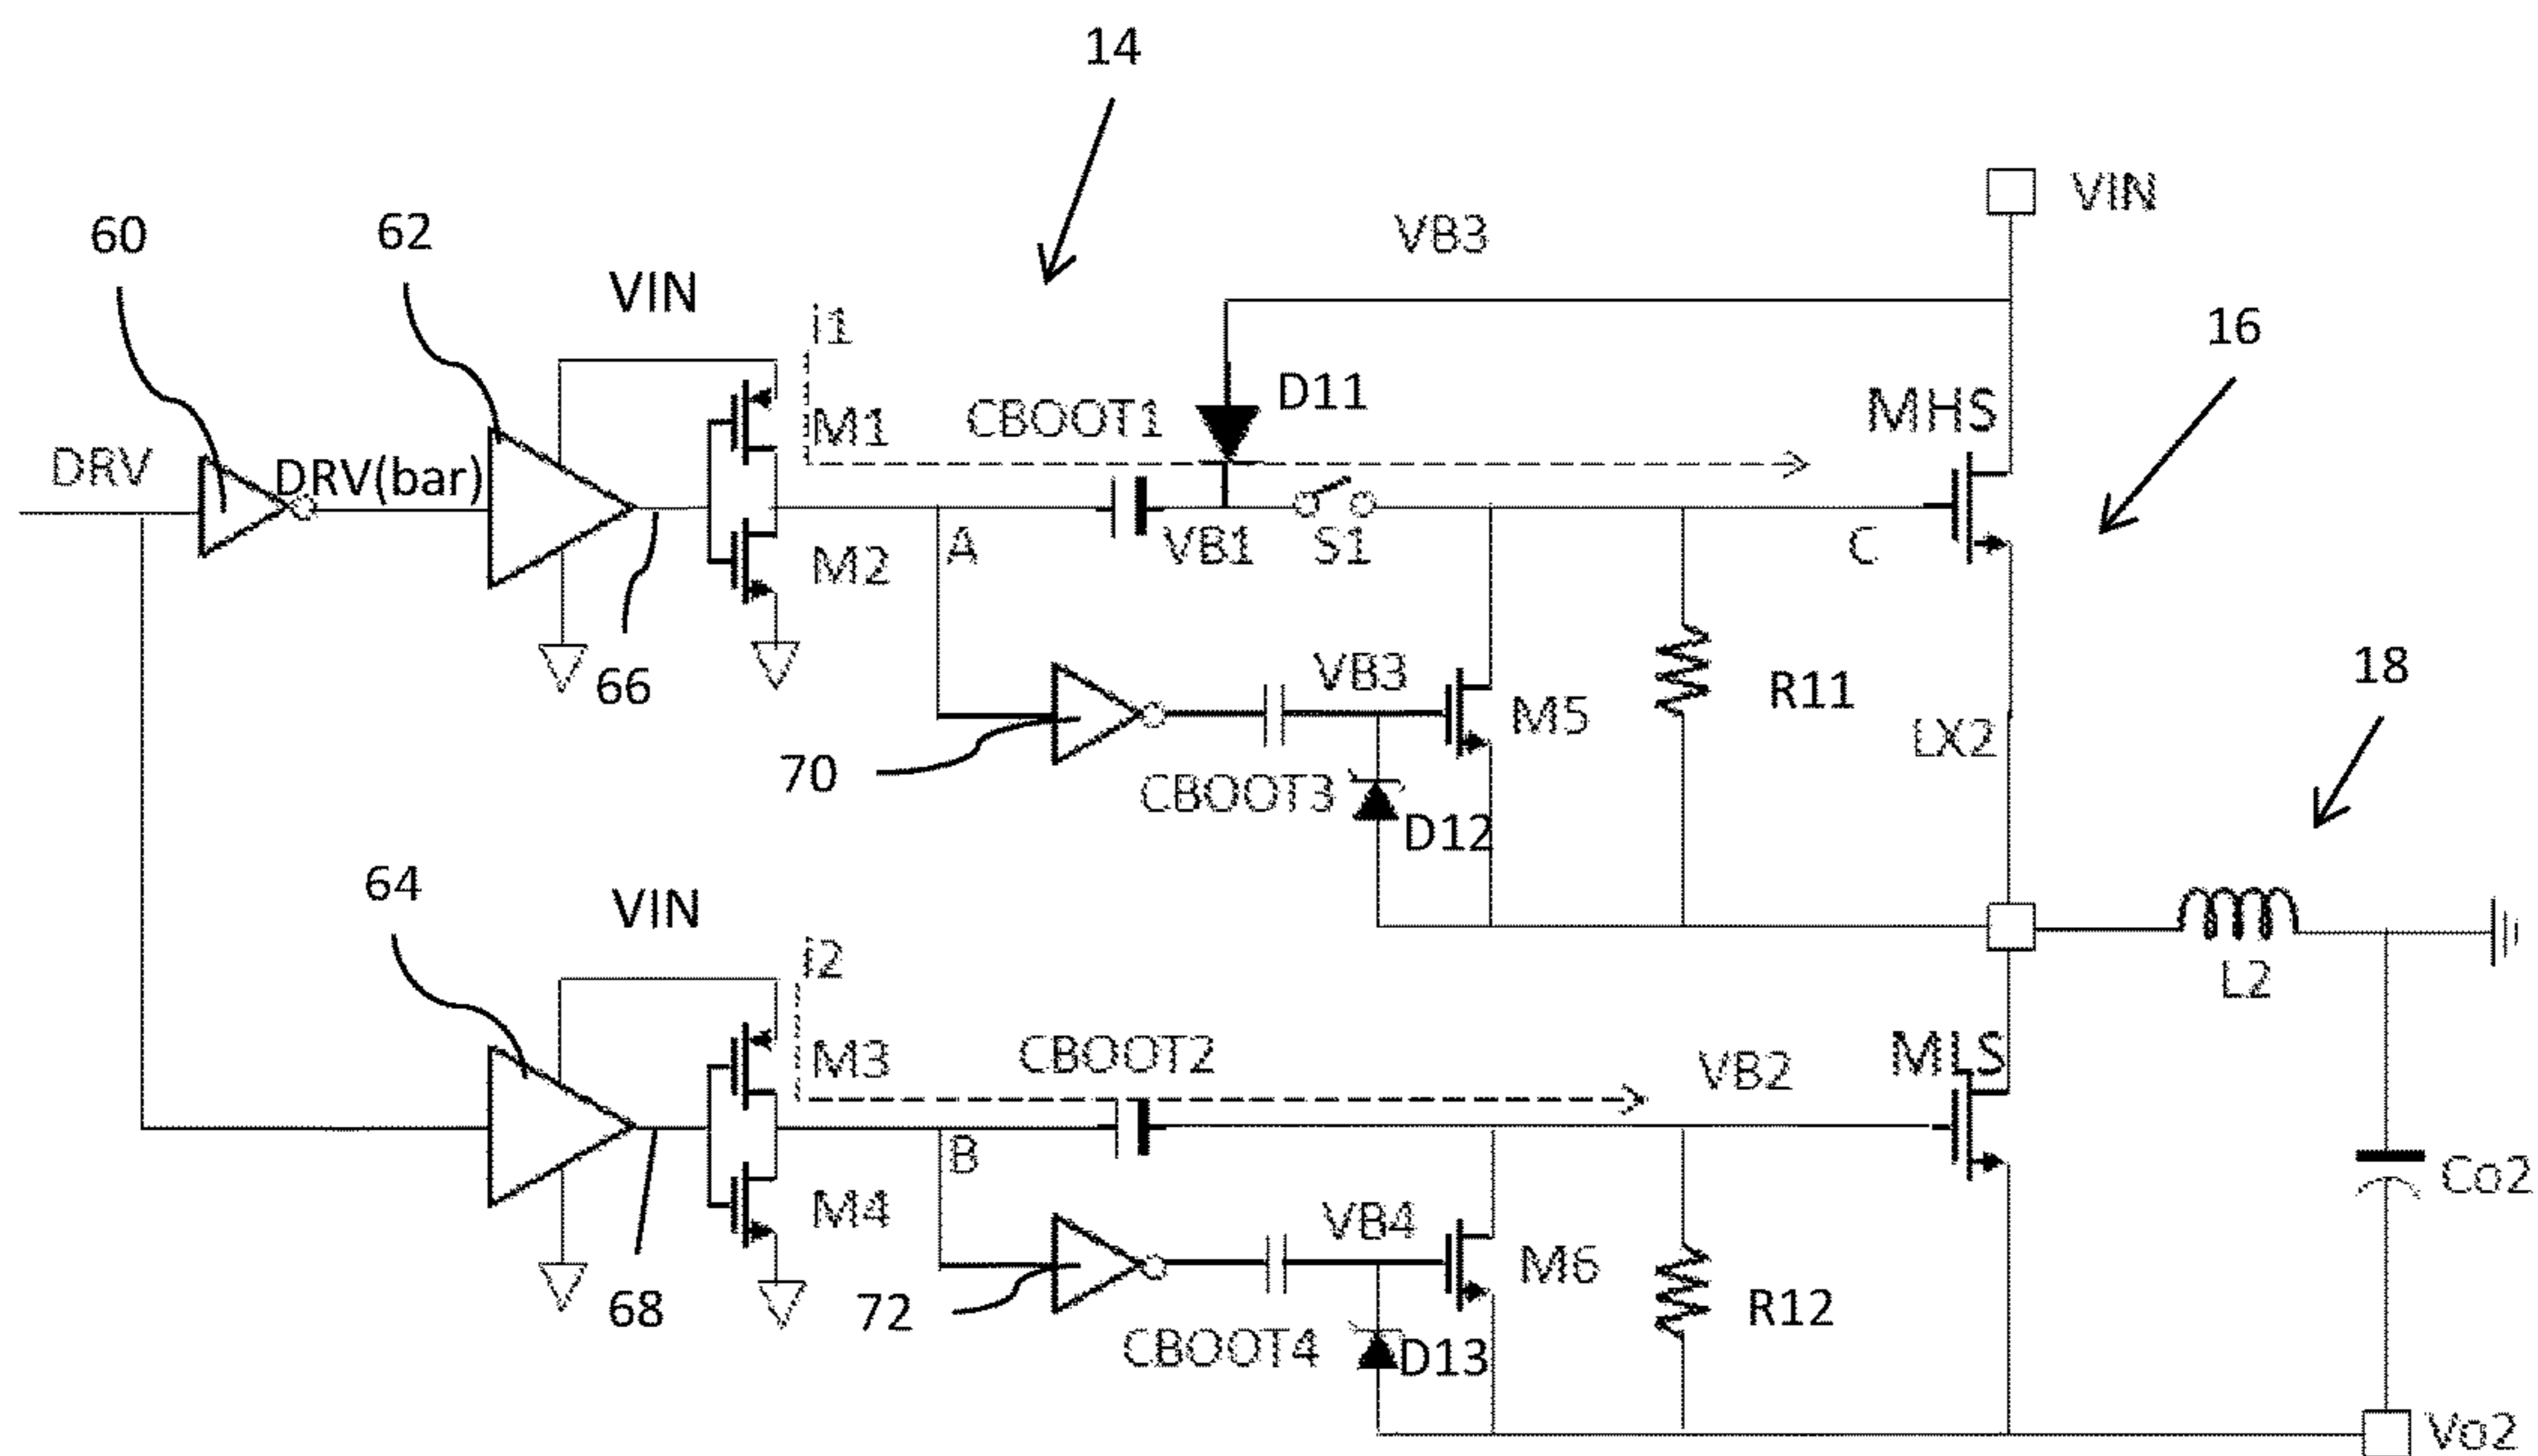 14
VIN
60
62
VB3
VIN
i1
16
DRV
DRV(bar)
M1
CBOOT1
D11
MHS
M2
A
VB1
S1
C
66
VB3
M5
R11
LX2
18
70
CBOOT3
D12
64
VIN
i2
L2
M3
CBOOT2
VB2
MLS
B
M4
VB4
M6
Co2
68
72
CBOOT4
D13
R12
Vo2